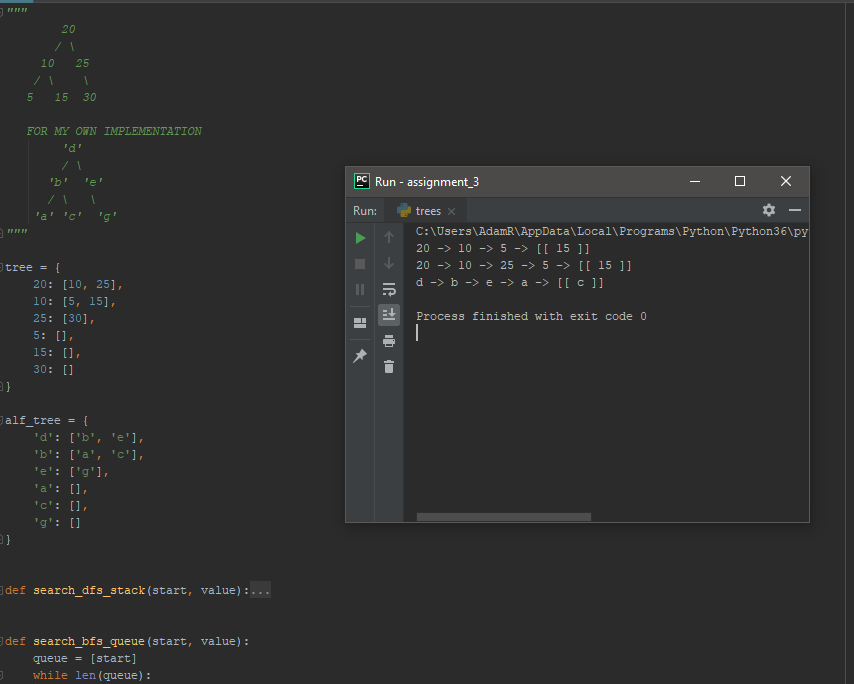 """
20
/ \
10 25
/ \ \
5 15 30
FOR MY OWN IMPLEMENTATION
'd'
/ \
'b' 'e'
/ \ \
'a' 'c' 'g'
"""
tree = {
20: [10, 25],
10: [5, 15],
25: [30],
5: [],
15: [],
30: []
}
alf_tree = {
'd': ['b', 'e'],
'b': ['a', 'c'],
'e': ['g'],
'a': [],
'c': [],
'g': []
}
def search_dfs_stack(start, value):...
def search_bfs_queue(start, value):
queue = [start]
while len(queue):
PC Run - assignment_3
Run: trees
C:\Users\AdamR\AppData\Local\Programs\Python\Python36\py
20 -> 10 -> 5 -> [[ 15 ]]
20 -> 10 -> 25 -> 5 -> [[ 15 ]]
d -> b -> e -> a -> [[ c ]]
Process finished with exit code 0